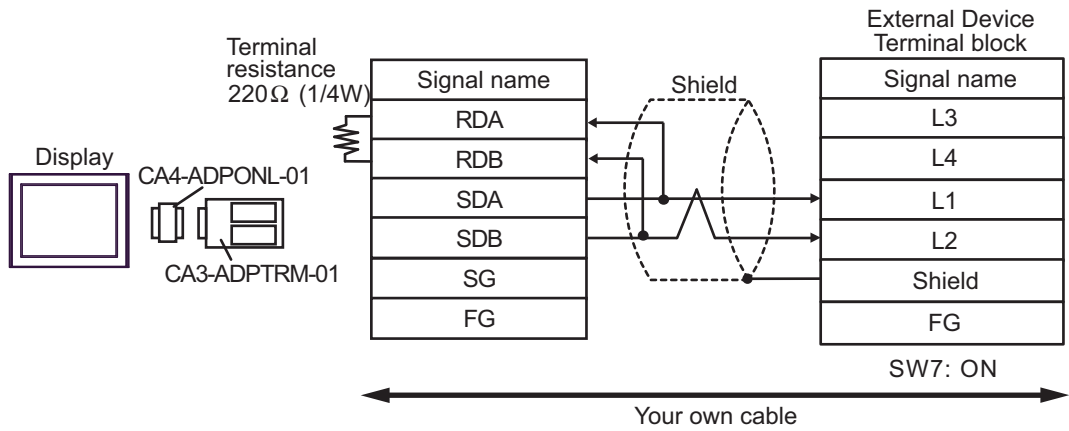 External Device
Terminal block
Terminal
resistance
220Ω (1/4W)
Signal name
RDA
RDB
SDA
SDB
SG
FG
Shield
Signal name
L3
L4
L1
L2
Shield
FG
Display
CA4-ADPONL-01
CA3-ADPTRM-01
SW7: ON
Your own cable